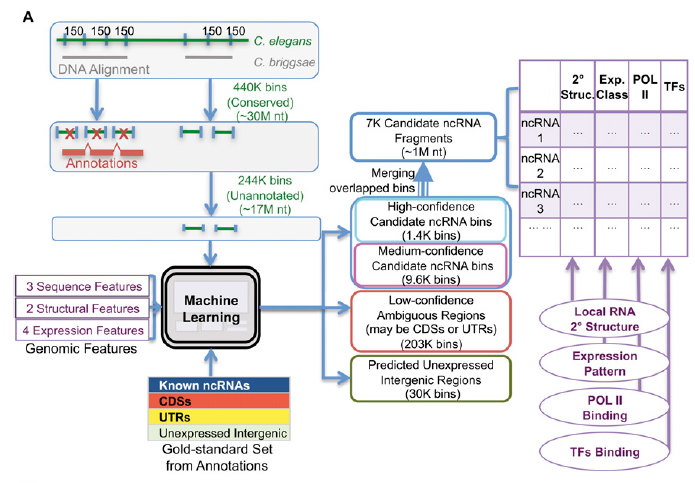 A
150 150 150 150 150
C. elegans
C. briggsae
DNA Alignment
440K bins
(Conserved)
(~30M nt)
Annotations
244K bins
(Unannotated)
(~17M nt)
3 Sequence Features
2 Structural Features
4 Expression Features
Genomic Features
Machine
Learning
Known ncRNAs
CDSs
UTRs
Unexpressed Intergenic
Gold-standard Set
from Annotations
7K Candidate ncRNA
Fragments
(~1M nt)
Merging
overlapped bins
High-confidence
Candidate ncRNA bins
(1.4K bins)
Medium-confidence
Candidate ncRNA bins
(9.6K bins)
Low-confidence
Ambiguous Regions
(may be CDSs or UTRs)
(203K bins)
Predicted Unexpressed
Intergenic Regions
(30K bins)
2° Exp. POL TFs
Struc. Class II
ncRNA
1 ... ... ... ...
ncRNA
2 ... ... ... ...
ncRNA
3 ... ... ... ...
... ... ... ... ... ...
Local RNA
2° Structure
Expression
Pattern
POL II
Binding
TFs Binding